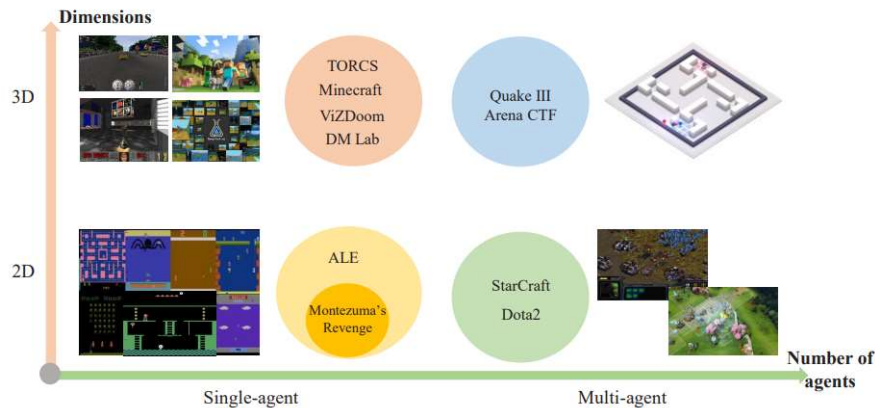 Dimensions
3D
TORCS
Minecraft
ViZDoom
DM Lab
Quake III
Arena CTF
2D
ALE
Montezuma's
Revenge
StarCraft
Dota2
Number of
agents
Single-agent
Multi-agent